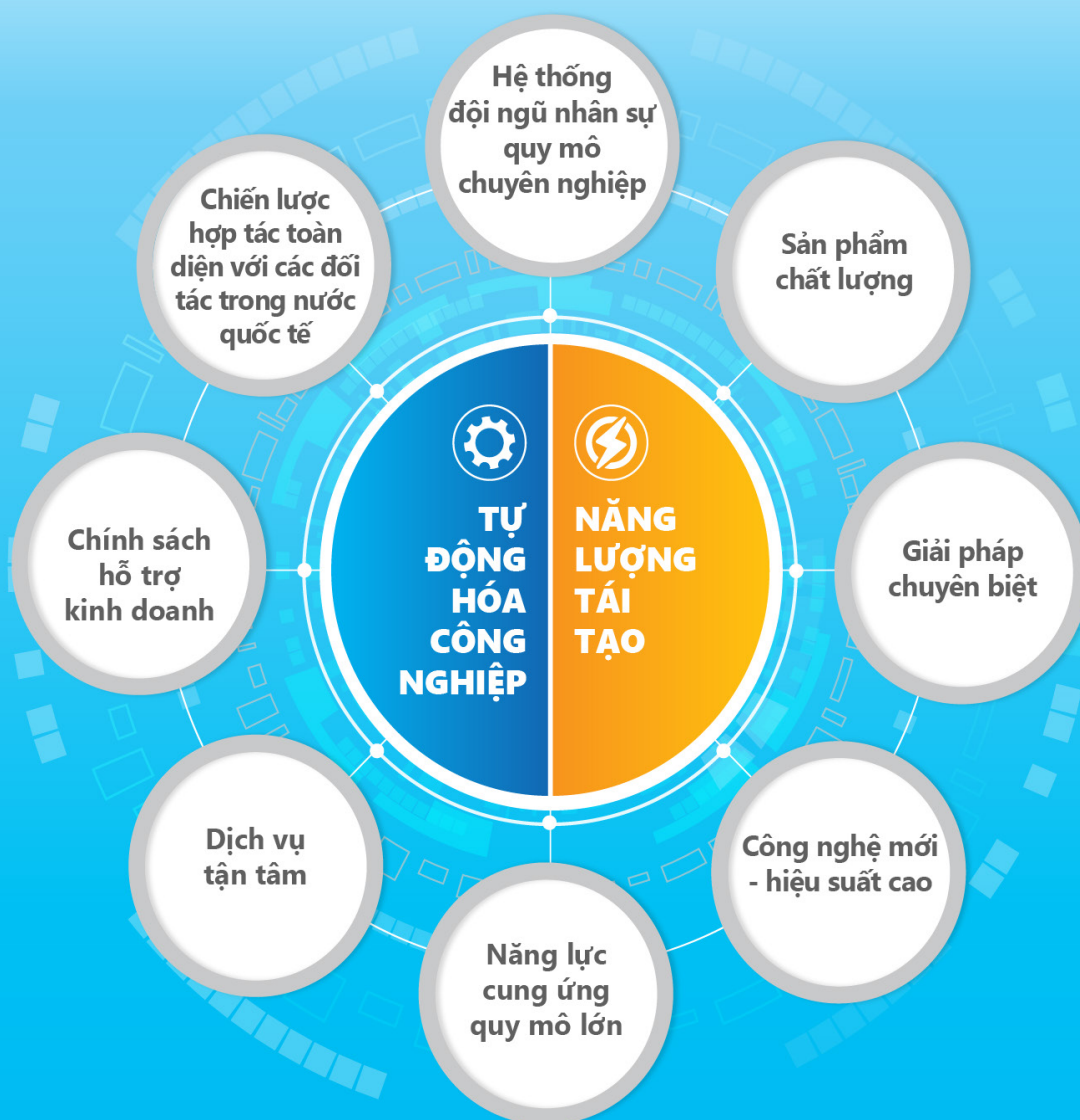 Hệ thống
đội ngũ nhân sự
quy mô
chuyên nghiệp
Chiến lược
hợp tác toàn
diện với các đối
tác trong nước
quốc tế
Sản phẩm
chất lượng
TỰ
ĐỘNG
HÓA
CÔNG
NGHIỆP
NĂNG
LƯỢNG
TÁI
TẠO
Chính sách
hỗ trợ
kinh doanh
Giải pháp
chuyên biệt
Dịch vụ
tận tâm
Công nghệ mới
- hiệu suất cao
Năng lực
cung ứng
quy mô lớn